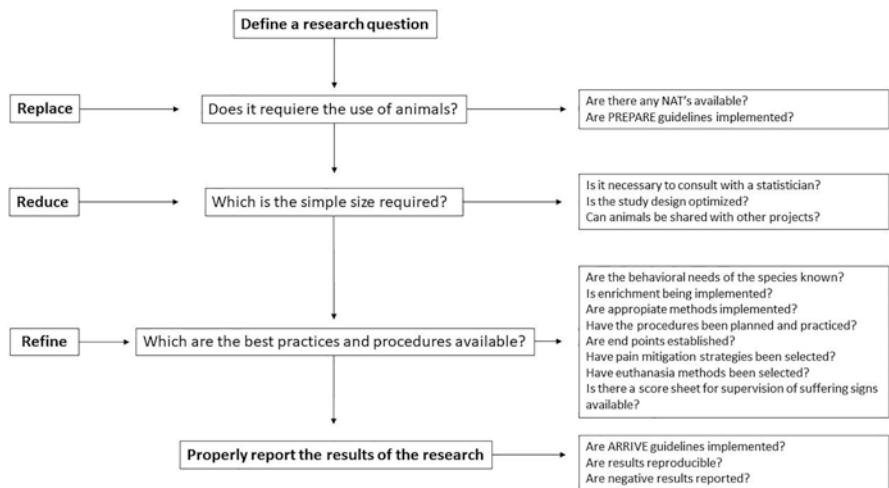 Define a research question
Replace
Does it requiere the use of animals?
Are there any NAT's available?
Are PREPARE guidelines implemented?
Reduce
Which is the simple size required?
Is it necessary to consult with a statistician?
Is the study design optimized?
Can animals be shared with other projects?
Refine
Which are the best practices and procedures available?
Are the behavioral needs of the species known?
Is enrichment being implemented?
Are appropiate methods implemented?
Have the procedures been planned and practiced?
Are end points established?
Have pain mitigation strategies been selected?
Have euthanasia methods been selected?
Is there a score sheet for supervision of suffering signs
available?
Properly report the results of the research
Are ARRIVE guidelines implemented?
Are results reproducible?
Are negative results reported?